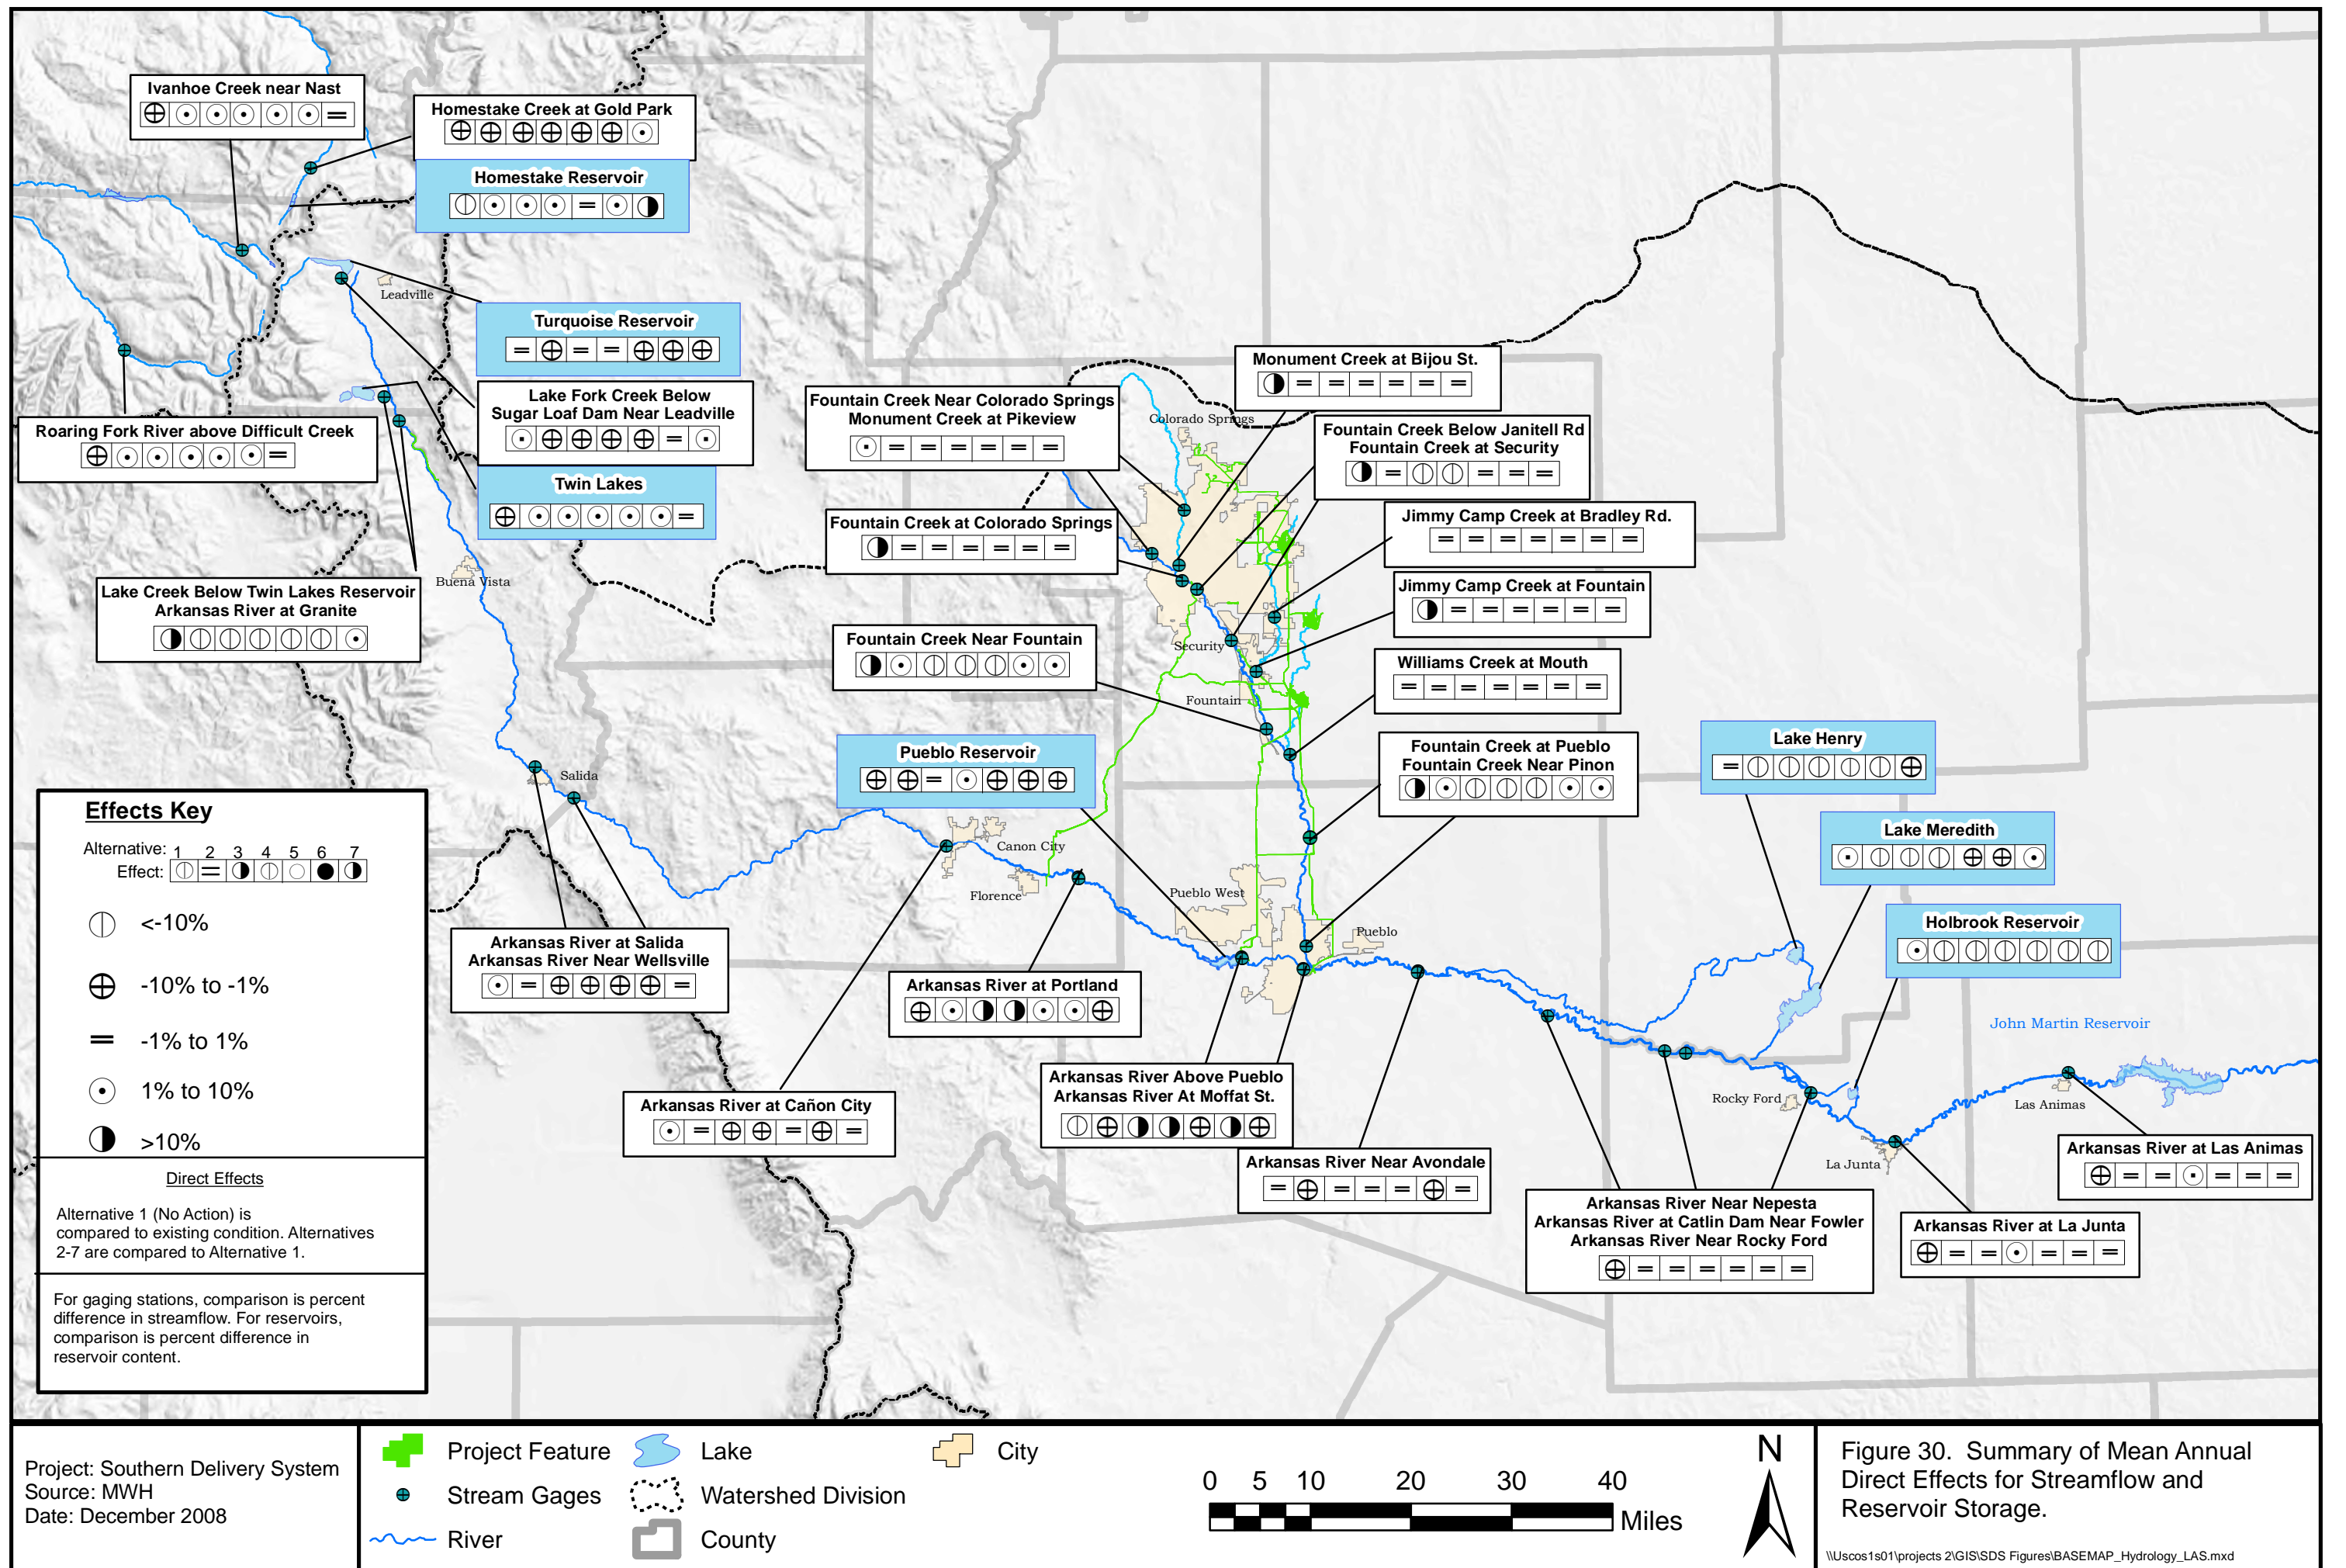 Ivanhoe Creek near Nast
Homestake Creek at Gold Park
Homestake Reservoir
Leadville
Turquoise Reservoir
Lake Fork Creek Below
Sugar Loaf Dam Near Leadville
Roaring Fork River above Difficult Creek
Twin Lakes
Lake Creek Below Twin Lakes Reservoir
Arkansas River at Granite
Buena Vista
Monument Creek at Bijou St.
Fountain Creek Near Colorado Springs
Monument Creek at Pikeview
Colorado Springs
Fountain Creek Below Janitell Rd
Fountain Creek at Security
Fountain Creek at Colorado Springs
Jimmy Camp Creek at Bradley Rd.
Jimmy Camp Creek at Fountain
Fountain Creek Near Fountain
Security
Williams Creek at Mouth
Fountain
Pueblo Reservoir
Fountain Creek at Pueblo
Fountain Creek Near Pinon
Lake Henry
Lake Meredith
Holbrook Reservoir
Salida
Canon City
Florence
Pueblo West
Pueblo
Arkansas River at Salida
Arkansas River Near Wellsville
Arkansas River at Portland
John Martin Reservoir
Arkansas River at Cañon City
Arkansas River Above Pueblo
Arkansas River At Moffat St.
Rocky Ford
Las Animas
La Junta
Arkansas River Near Avondale
Arkansas River at Las Animas
Arkansas River Near Nepesta
Arkansas River at Catlin Dam Near Fowler
Arkansas River Near Rocky Ford
Arkansas River at La Junta
Effects Key
Alternative: 1 2 3 4 5 6 7
Effect:
<-10%
-10% to -1%
-1% to 1%
1% to 10%
>10%
Direct Effects
Alternative 1 (No Action) is
compared to existing condition. Alternatives
2-7 are compared to Alternative 1.
For gaging stations, comparison is percent
difference in streamflow. For reservoirs,
comparison is percent difference in
reservoir content.
Project: Southern Delivery System
Source: MWH
Date: December 2008
Project Feature
Stream Gages
River
Lake
Watershed Division
County
City
0 5 10 20 30 40
Miles
N
Figure 30. Summary of Mean Annual
Direct Effects for Streamflow and
Reservoir Storage.
\\Uscos1s01\projects 2\GIS\SDS Figures\BASEMAP_Hydrology_LAS.mxd